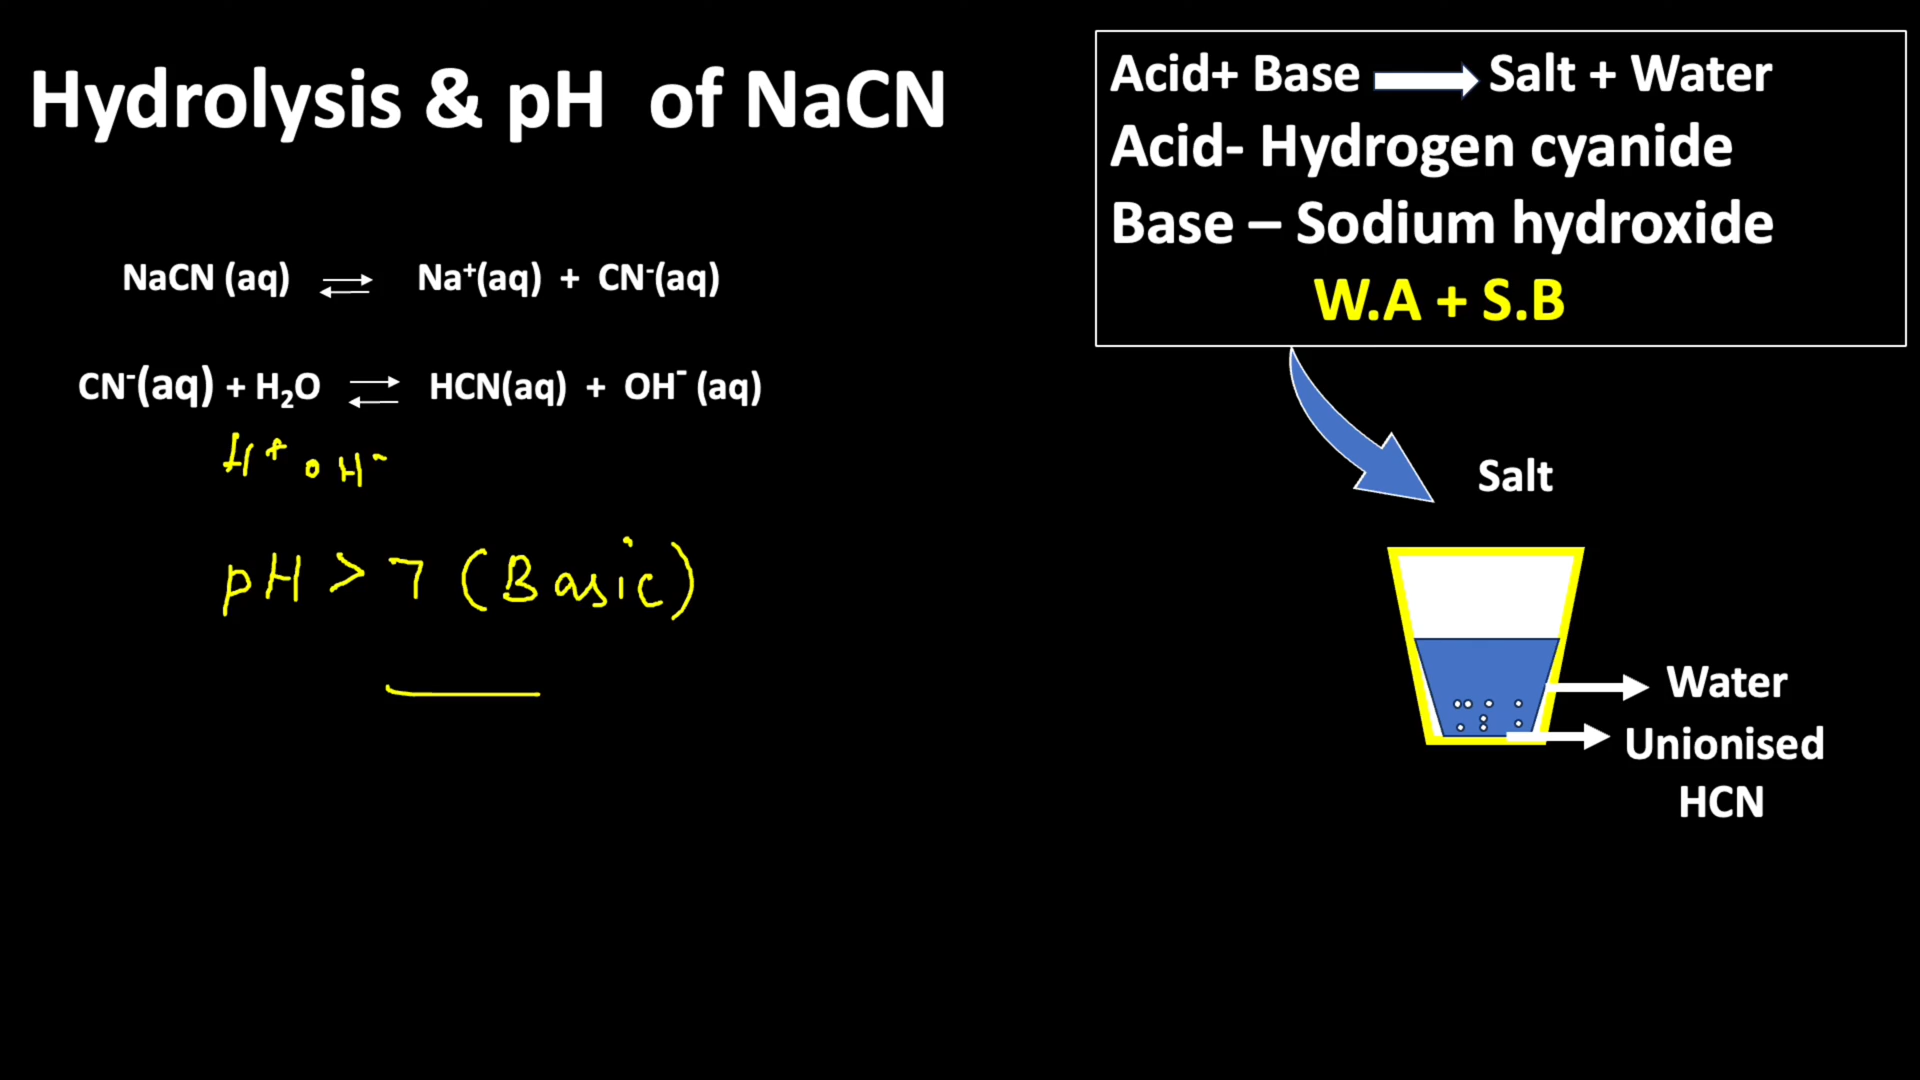 Hydrolysis & pH of NaCN
NaCN (aq) ⇌ Na⁺(aq) + CN⁻(aq)
CN⁻(aq) + H₂O ⇌ HCN(aq) + OH⁻ (aq)
H⁺ OH⁻
pH > 7 (Basic)
Acid+ Base → Salt + Water
Acid- Hydrogen cyanide
Base – Sodium hydroxide
W.A + S.B
Salt
Water
Unionised
HCN